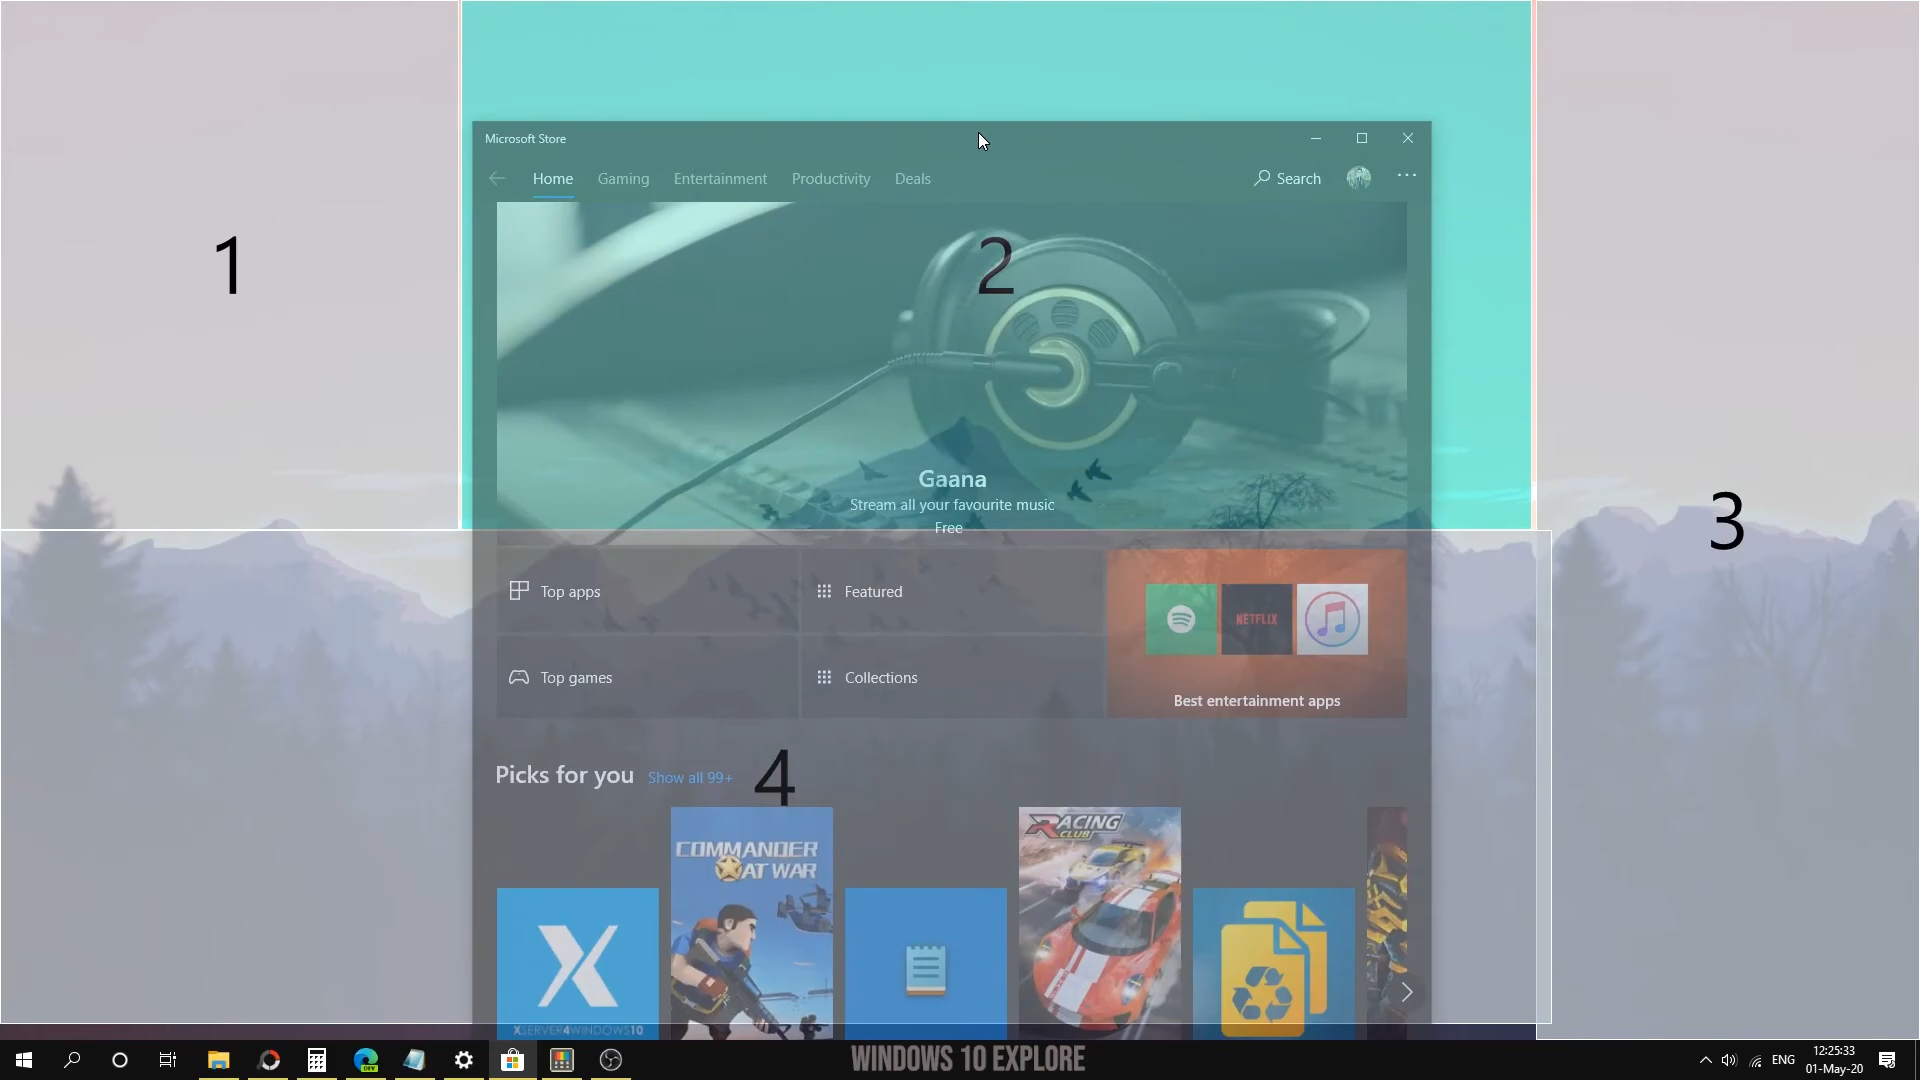 Microsoft Store
Home Gaming Entertainment Productivity Deals Search
1
2
3
Gaana
Stream all your favourite music
Free
Top apps
Featured
NETFLIX
Top games
Collections
Best entertainment apps
Picks for you Show all 99+
4
COMMANDER
AT WAR
RACING
CLUB
XSERVER4WINDOWS10
DEV
WINDOWS 10 EXPLORE
ENG
12:25:33
01-May-20